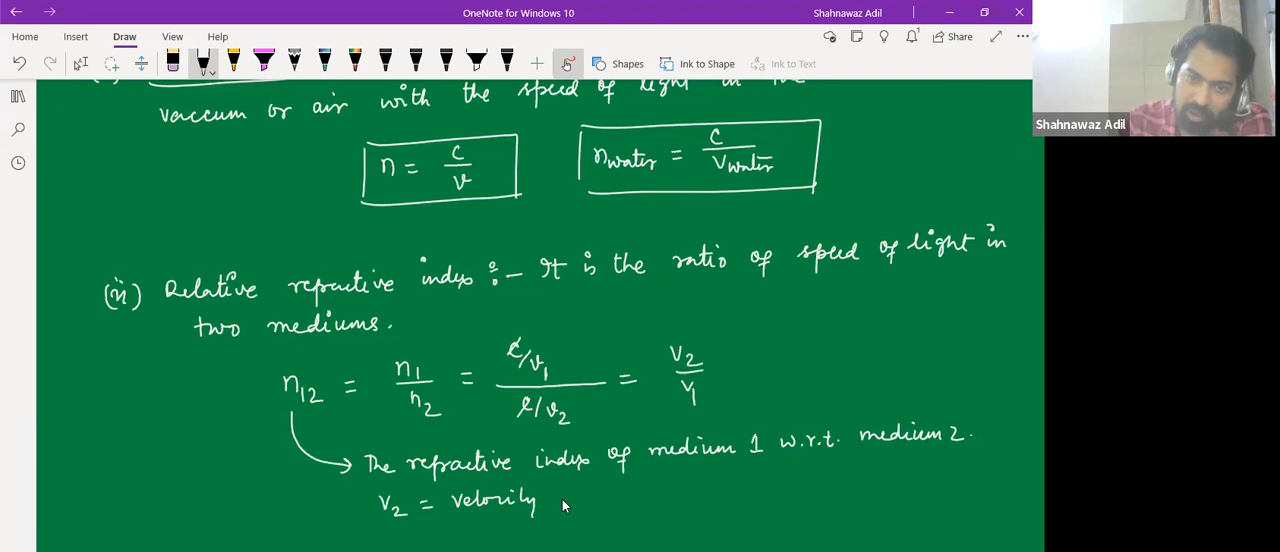 OneNote for Windows 10
Shahnawaz Adil
Home Insert Draw View Help
Share
Shapes Ink to Shape Ink to Text
Shahnawaz Adil
vaccum or air with the speed of light in the
n = c/v
n water = c/v water
(ii) Relative refractive index :- It is the ratio of speed of light in
two mediums.
n12 = n1/n2 = c/v1 / c/v2 = v2/v1
The refractive index of medium 1 w.r.t. medium 2.
v2 = velocity